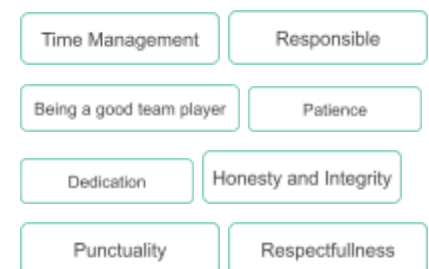 Time Management
Responsible
Being a good team player
Patience
Dedication
Honesty and Integrity
Punctuality
Respectfullness